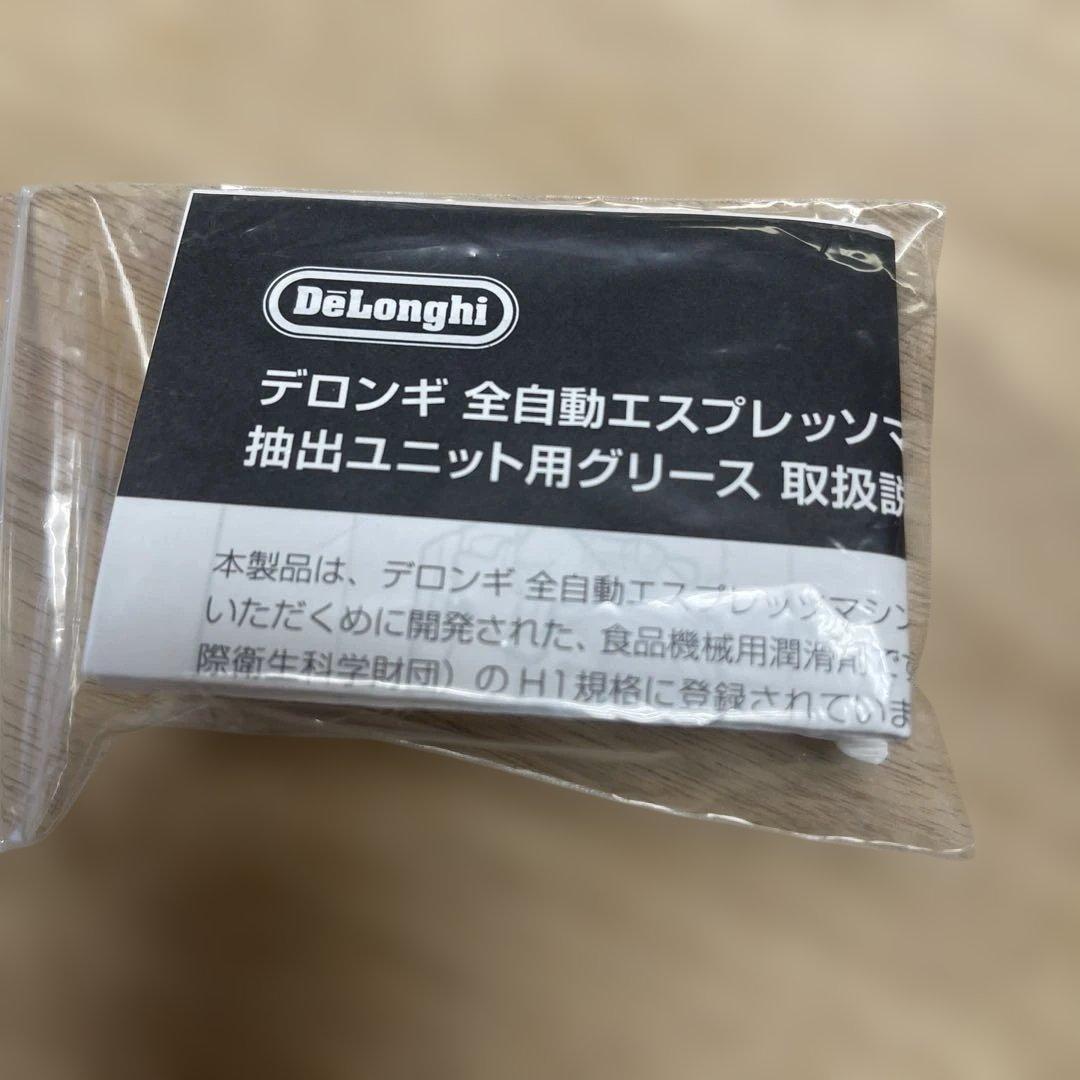 DēLonghi
デロンギ 全自動エスプレッソマ
抽出ユニット用グリース 取扱説
本製品は、デロンギ 全自動エスプレッソマシン
いただくめに開発された、食品機械用潤滑剤です
際衛生科学財団）のH1規格に登録されていま